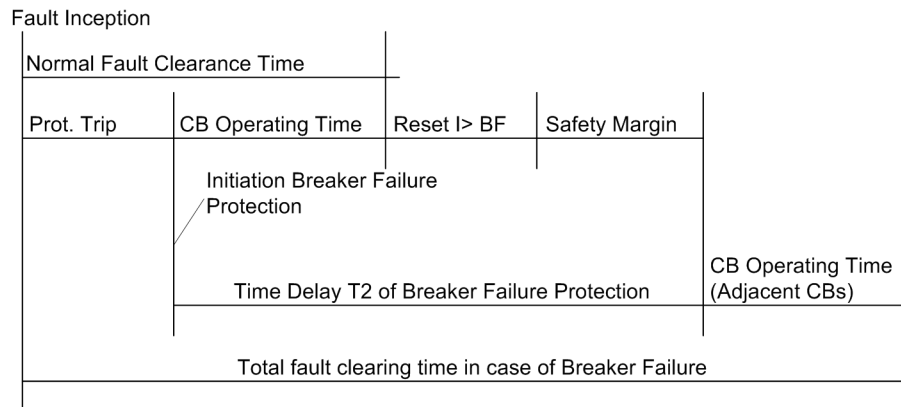 Fault Inception
Normal Fault Clearance Time
Prot. Trip
CB Operating Time
Reset I> BF
Safety Margin
Initiation Breaker Failure
Protection
Time Delay T2 of Breaker Failure Protection
CB Operating Time
(Adjacent CBs)
Total fault clearing time in case of Breaker Failure